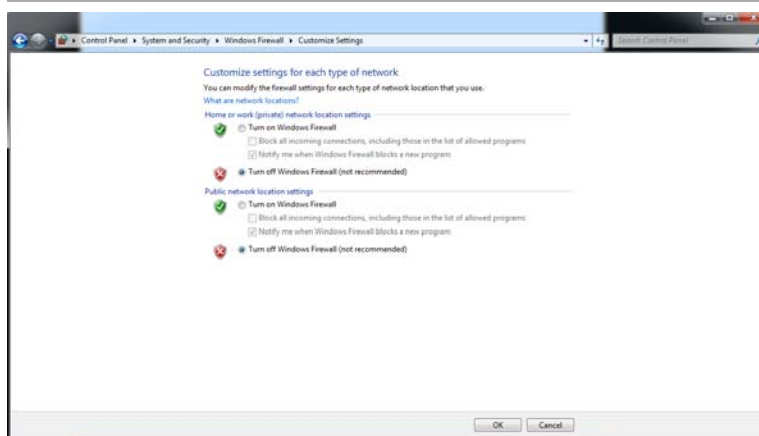 Control Panel ▸ System and Security ▸ Windows Firewall ▸ Customize Settings
Search Control Panel
Customize settings for each type of network
You can modify the firewall settings for each type of network location that you use.
What are network locations?
Home or work (private) network location settings
Turn on Windows Firewall
Block all incoming connections, including those in the list of allowed programs
Notify me when Windows Firewall blocks a new program
Turn off Windows Firewall (not recommended)
Public network location settings
Turn on Windows Firewall
Block all incoming connections, including those in the list of allowed programs
Notify me when Windows Firewall blocks a new program
Turn off Windows Firewall (not recommended)
OK Cancel